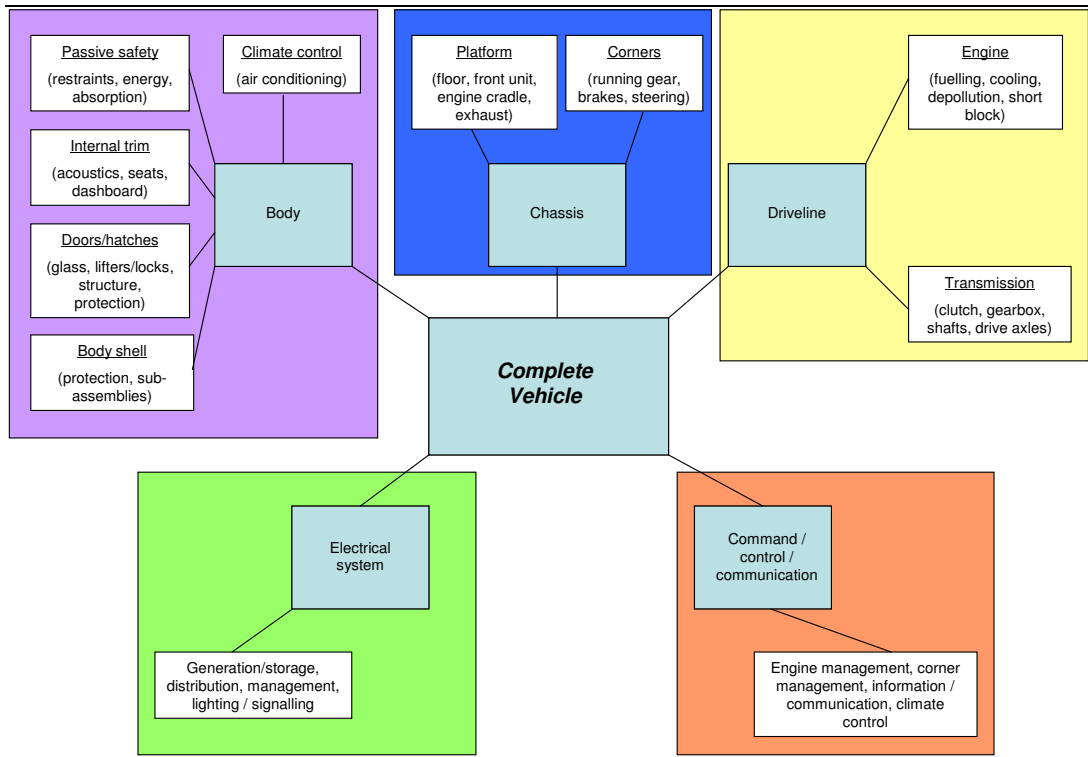 Passive safety
(restraints, energy,
absorption)
Climate control
(air conditioning)
Internal trim
(acoustics, seats,
dashboard)
Doors/hatches
(glass, lifters/locks,
structure,
protection)
Body shell
(protection, sub-
assemblies)
Body
Platform
(floor, front unit,
engine cradle,
exhaust)
Corners
(running gear,
brakes, steering)
Chassis
Engine
(fuelling, cooling,
depollution, short
block)
Driveline
Transmission
(clutch, gearbox,
shafts, drive axles)
Complete
Vehicle
Electrical
system
Generation/storage,
distribution, management,
lighting / signalling
Command /
control /
communication
Engine management, corner
management, information /
communication, climate
control